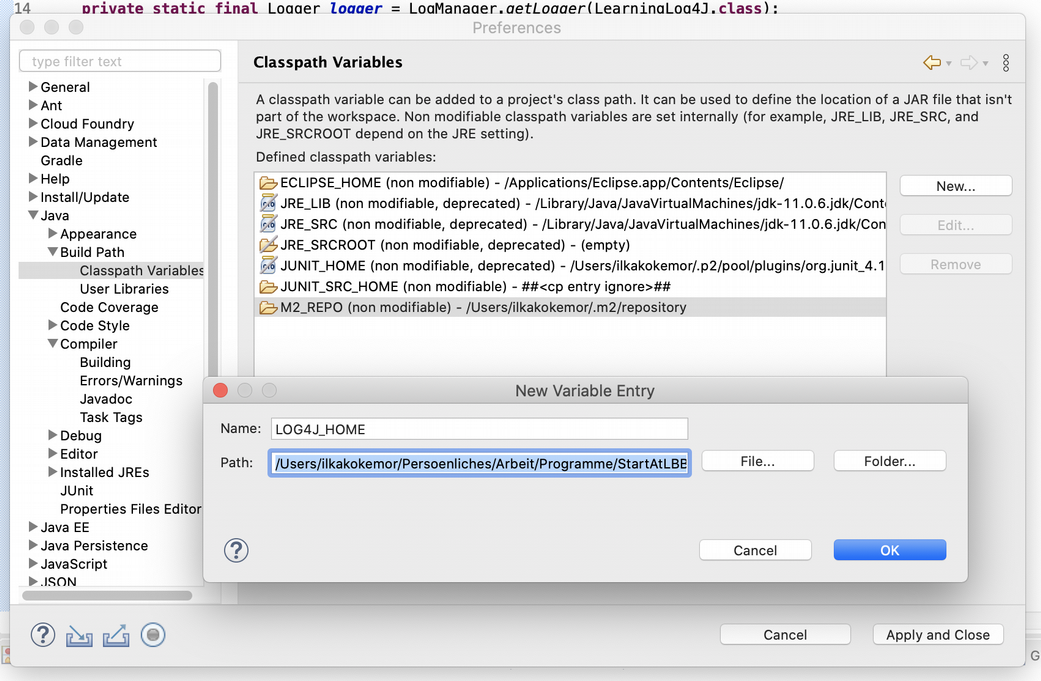 14 private static final Logger logger = LogManager.getLogger(LearningLog4J.class);
Preferences
type filter text
General
Ant
Cloud Foundry
Data Management
Gradle
Help
Install/Update
Java
Appearance
Build Path
Classpath Variables
User Libraries
Code Coverage
Code Style
Compiler
Building
Errors/Warnings
Javadoc
Task Tags
Debug
Editor
Installed JREs
JUnit
Properties Files Editor
Java EE
Java Persistence
JavaScript
JSON
Classpath Variables
A classpath variable can be added to a project's class path. It can be used to define the location of a JAR file that isn't
part of the workspace. Non modifiable classpath variables are set internally (for example, JRE_LIB, JRE_SRC, and
JRE_SRCROOT depend on the JRE setting).
Defined classpath variables:
ECLIPSE_HOME (non modifiable) - /Applications/Eclipse.app/Contents/Eclipse/
JRE_LIB (non modifiable, deprecated) - /Library/Java/JavaVirtualMachines/jdk-11.0.6.jdk/Conte
JRE_SRC (non modifiable, deprecated) - /Library/Java/JavaVirtualMachines/jdk-11.0.6.jdk/Con
JRE_SRCROOT (non modifiable, deprecated) - (empty)
JUNIT_HOME (non modifiable, deprecated) - /Users/ilkakokemor/.p2/pool/plugins/org.junit_4.1
JUNIT_SRC_HOME (non modifiable) - ##<cp entry ignore>##
M2_REPO (non modifiable) - /Users/ilkakokemor/.m2/repository
New...
Edit...
Remove
New Variable Entry
Name: LOG4J_HOME
Path: /Users/ilkakokemor/Persoenliches/Arbeit/Programme/StartAtLBB
File...
Folder...
?
Cancel
OK
?
Cancel
Apply and Close
G